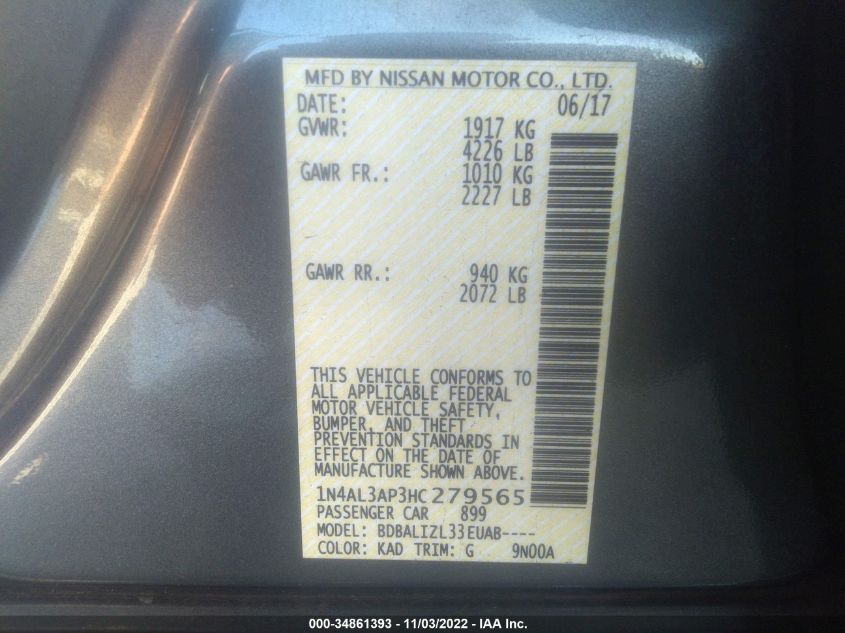 MFD BY NISSAN MOTOR CO., LTD.
DATE: 06/17
GVWR: 1917 KG
4226 LB
GAWR FR.: 1010 KG
2227 LB
GAWR RR.: 940 KG
2072 LB
THIS VEHICLE CONFORMS TO
ALL APPLICABLE FEDERAL
MOTOR VEHICLE SAFETY,
BUMPER, AND THEFT
PREVENTION STANDARDS IN
EFFECT ON THE DATE OF
MANUFACTURE SHOWN ABOVE.
1N4AL3AP3HC279565
PASSENGER CAR 899
MODEL: BDBALIZL33EUAB----
COLOR: KAD TRIM: G 9N00A
000-34861393 - 11/03/2022 - IAA Inc.